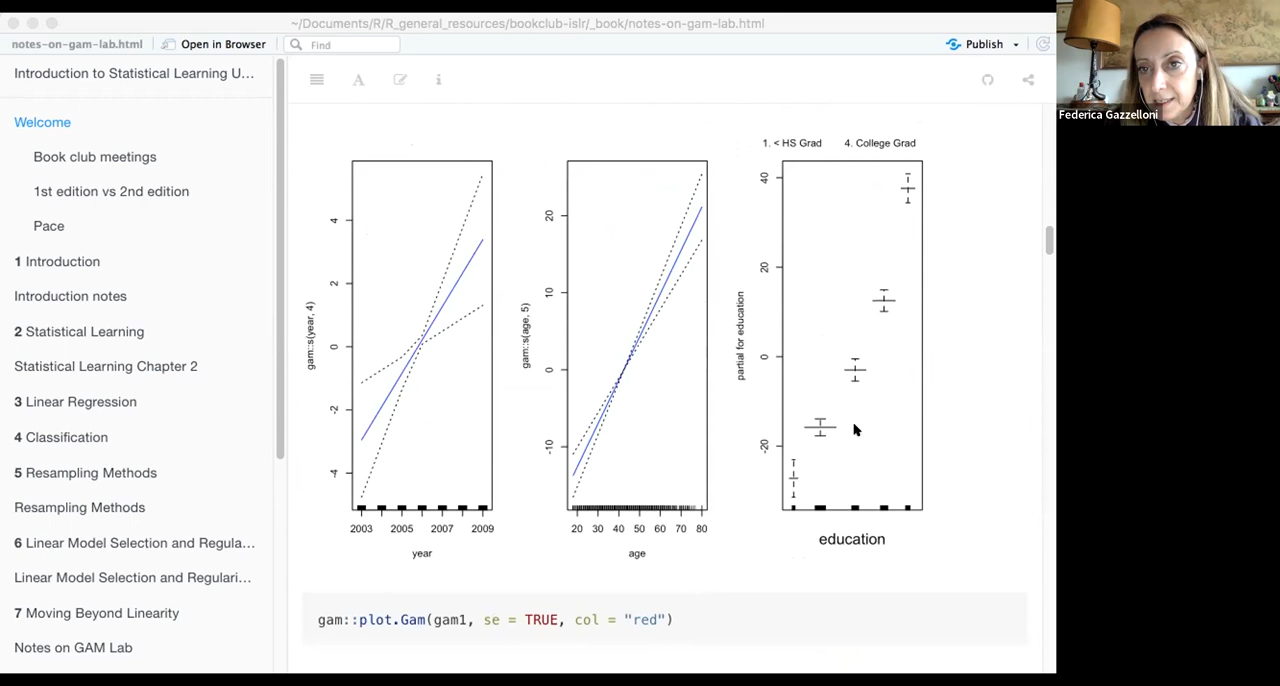 ~/Documents/R/R_general_resources/bookclub-islr/_book/notes-on-gam-lab.html
notes-on-gam-lab.html
Open in Browser
Find
Publish
Introduction to Statistical Learning U...
Welcome
Book club meetings
1st edition vs 2nd edition
Pace
1 Introduction
Introduction notes
2 Statistical Learning
Statistical Learning Chapter 2
3 Linear Regression
4 Classification
5 Resampling Methods
Resampling Methods
6 Linear Model Selection and Regula...
Linear Model Selection and Regulari...
7 Moving Beyond Linearity
Notes on GAM Lab
gam::s(year, 4)
4
2
0
-2
-4
2003 2005 2007 2009
year
gam::s(age, 5)
20
10
0
-10
20 30 40 50 60 70 80
age
1. < HS Grad 4. College Grad
partial for education
40
20
0
-20
education
gam::plot.Gam(gam1, se = TRUE, col = "red")
Federica Gazzelloni